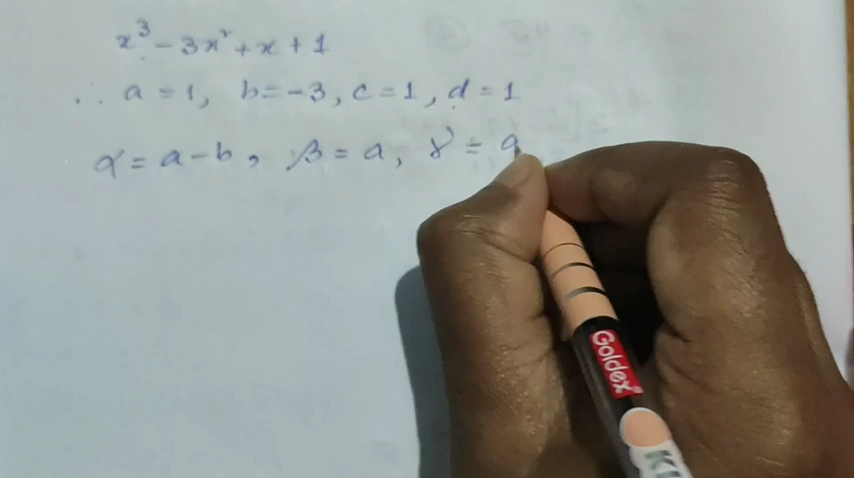 x³ - 3x² + x + 1
∴ a = 1, b = -3, c = 1, d = 1
α = a - b, β = a, γ = a
Goldex